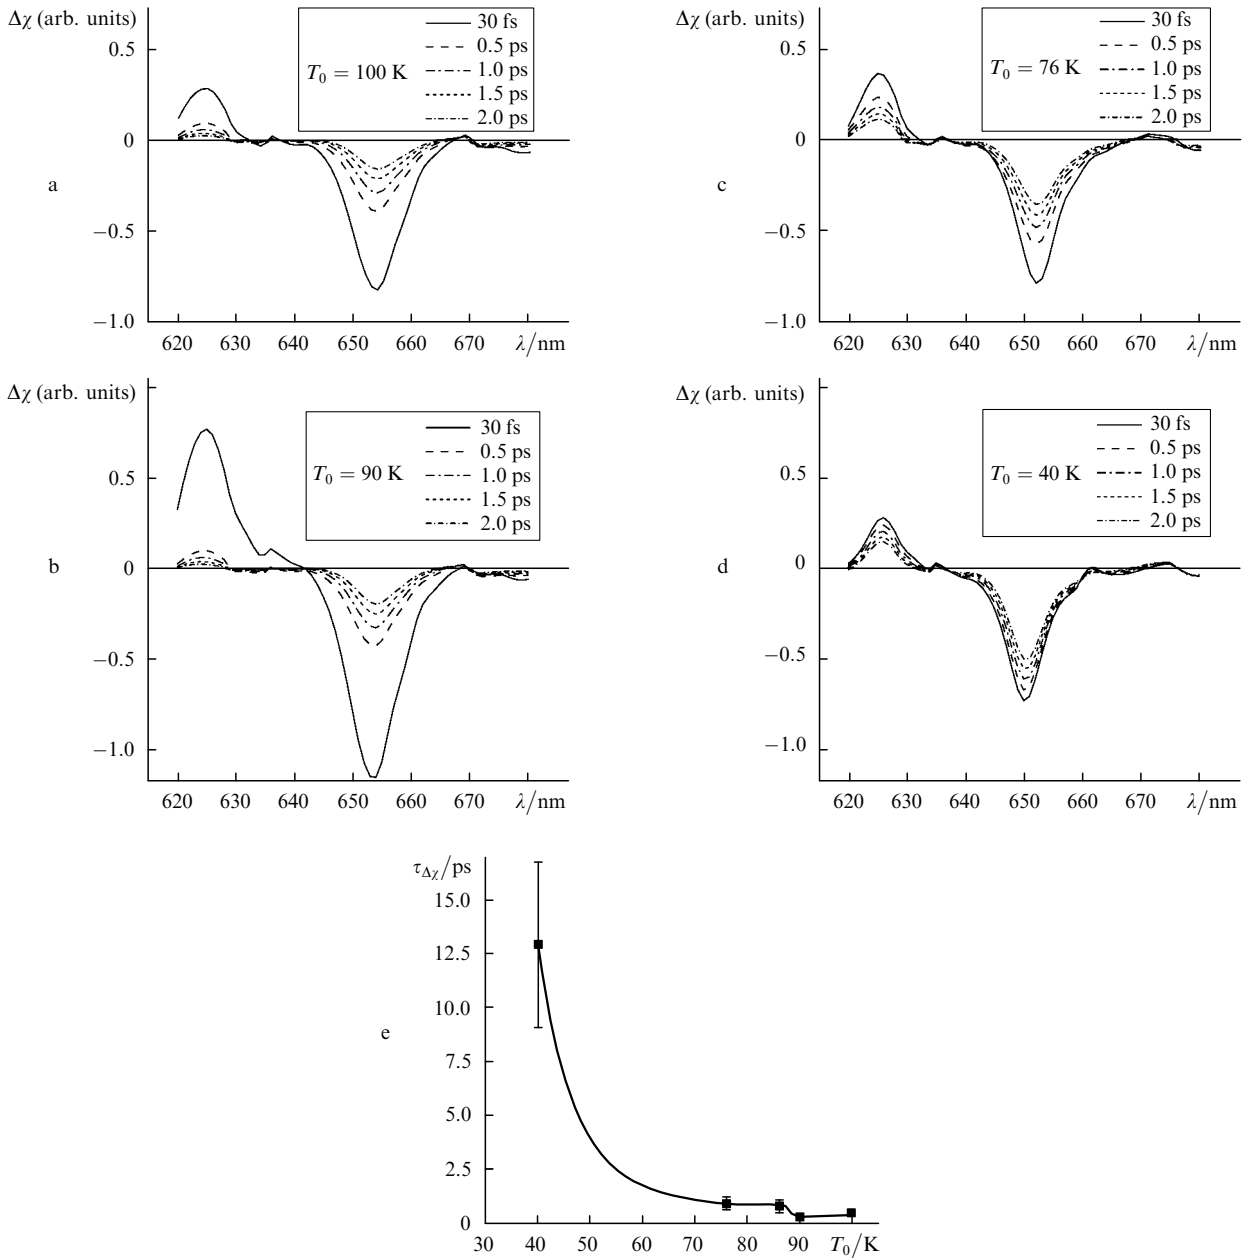 Δχ (arb. units)
0.5
0
−0.5
−1.0
620 630 640 650 660 670 λ/nm
T₀ = 100 K
30 fs
0.5 ps
1.0 ps
1.5 ps
2.0 ps
a
Δχ (arb. units)
0.5
0
−0.5
−1.0
620 630 640 650 660 670 λ/nm
T₀ = 76 K
30 fs
0.5 ps
1.0 ps
1.5 ps
2.0 ps
c
Δχ (arb. units)
0.5
0
−0.5
−1.0
620 630 640 650 660 670 λ/nm
T₀ = 90 K
30 fs
0.5 ps
1.0 ps
1.5 ps
2.0 ps
b
Δχ (arb. units)
0.5
0
−0.5
−1.0
620 630 640 650 660 670 λ/nm
T₀ = 40 K
30 fs
0.5 ps
1.0 ps
1.5 ps
2.0 ps
d
τΔχ/ps
15.0
12.5
10.0
7.5
5.0
2.5
0
30 40 50 60 70 80 90 T₀/K
e